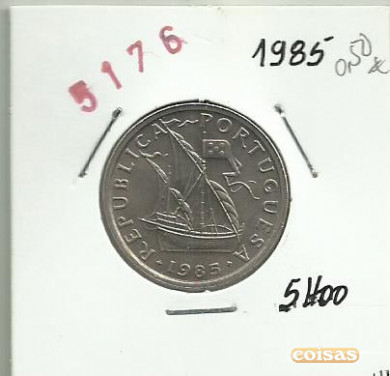 5176
1985
0,50
REPUBLICA PORTUGUESA
·1985·
5$00
coisas